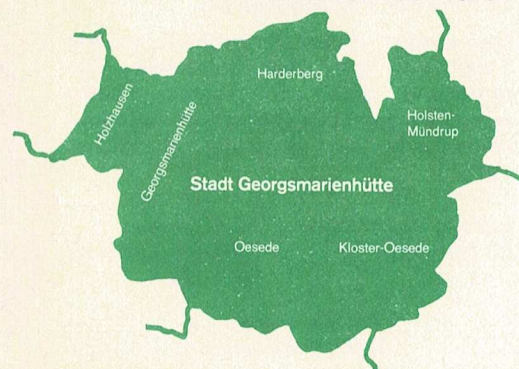 Harderberg
Holzhausen
Georgsmarienhütte
Holsten-
Mündrup
Stadt Georgsmarienhütte
Oesede
Kloster-Oesede